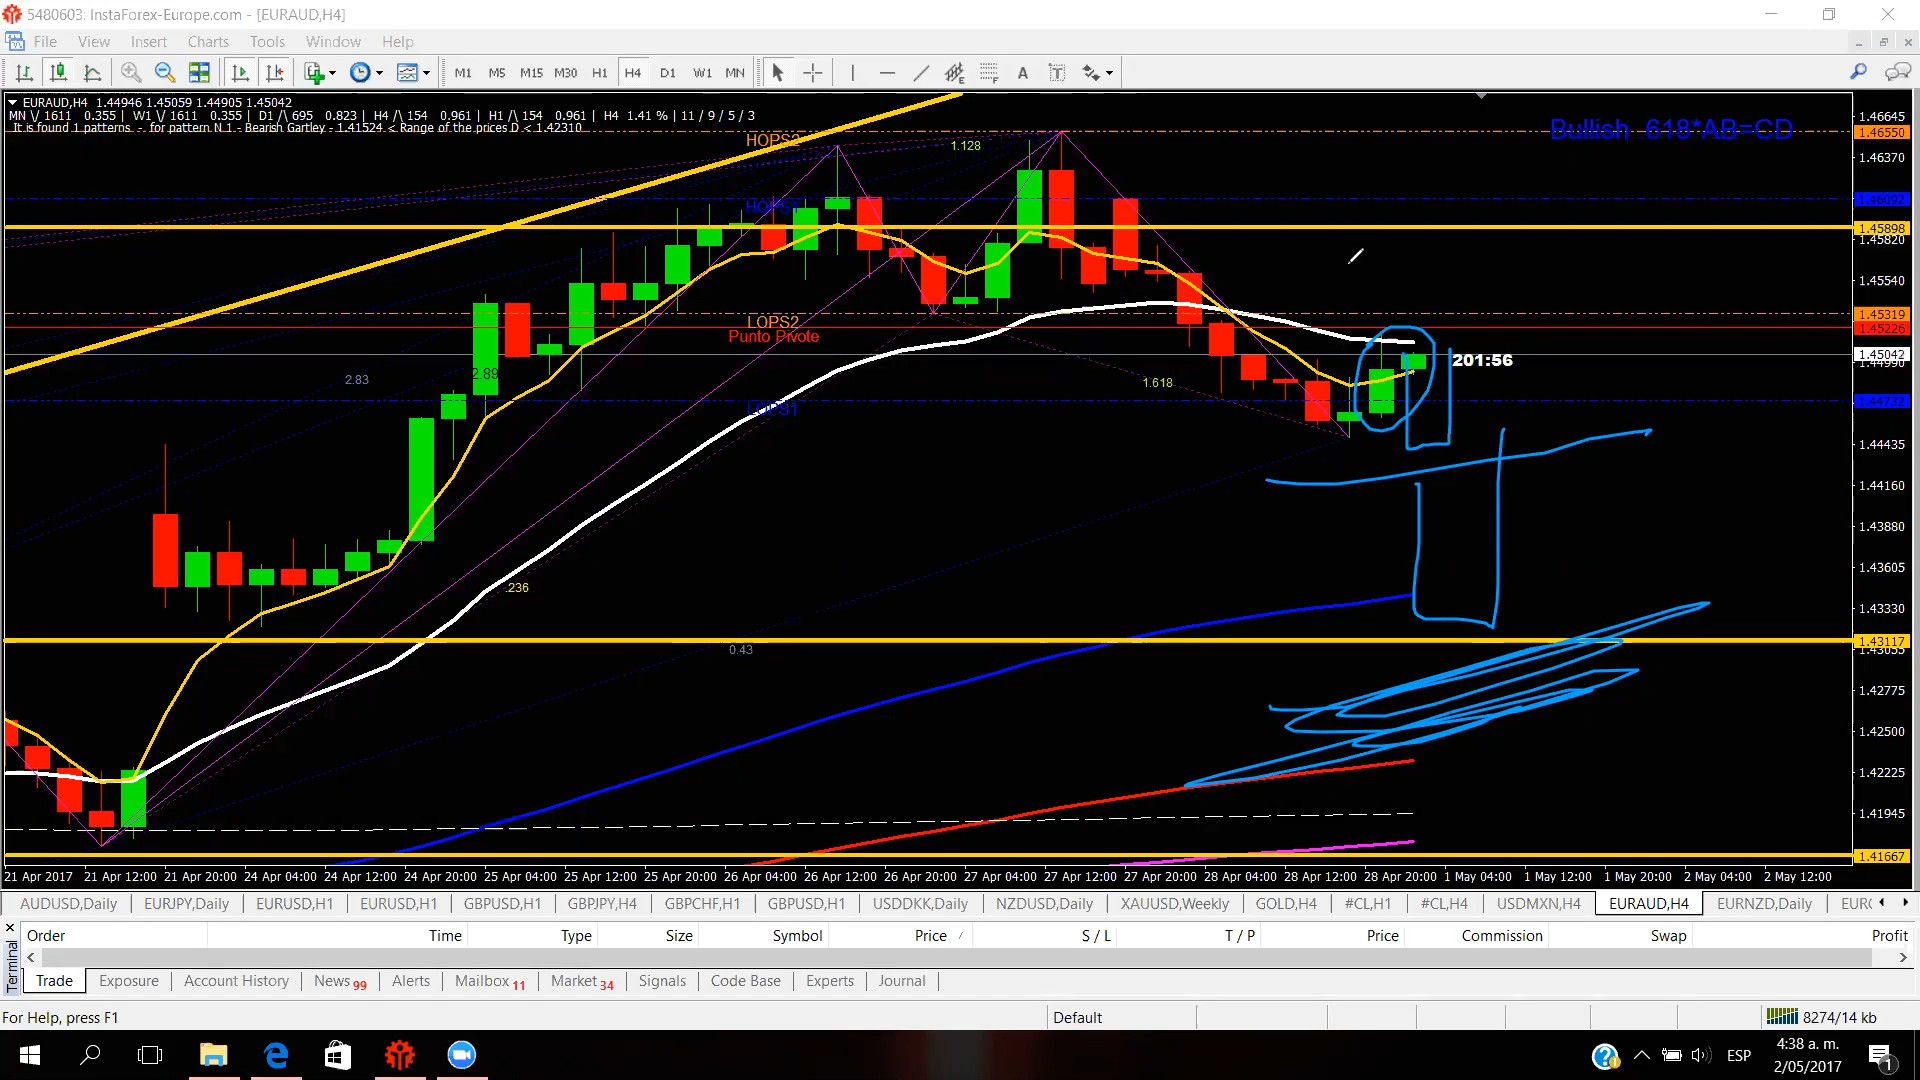 5480603: InstaForex-Europe.com - [EURAUD,H4]
File View Insert Charts Tools Window Help
M1 M5 M15 M30 H1 H4 D1 W1 MN
EURAUD,H4 1.44946 1.45059 1.44905 1.45042
MN \/ 1611 0.355 | W1 \/ 1611 0.355 | D1 /\ 695 0.823 | H4 /\ 154 0.961 | H1 /\ 154 0.961 | H4 1.41 % | 11 / 9 / 5 / 3
It is found 1 patterns. -. for pattern N 1 - Bearish Gartley - 1.41524 < Range of the prices D < 1.42310
Bullish .618*AB=CD
HOPS2
1.128
HOPS1
LOPS2
Punto Pivote
201:56
2.83
2.89
1.618
LOPS1
.236
0.43
1.46645
1.46550
1.46370
1.46092
1.45898
1.45820
1.45540
1.45319
1.45226
1.45042
1.44990
1.44732
1.44435
1.44160
1.43880
1.43605
1.43330
1.43117
1.43055
1.42775
1.42500
1.42225
1.41945
1.41667
21 Apr 2017 21 Apr 12:00 21 Apr 20:00 24 Apr 04:00 24 Apr 12:00 24 Apr 20:00 25 Apr 04:00 25 Apr 12:00 25 Apr 20:00 26 Apr 04:00 26 Apr 12:00 26 Apr 20:00 27 Apr 04:00 27 Apr 12:00 27 Apr 20:00 28 Apr 04:00 28 Apr 12:00 28 Apr 20:00 1 May 04:00 1 May 12:00 1 May 20:00 2 May 04:00 2 May 12:00
AUDUSD,Daily EURJPY,Daily EURUSD,H1 EURUSD,H1 GBPUSD,H1 GBPJPY,H4 GBPCHF,H1 GBPUSD,H1 USDDKK,Daily NZDUSD,Daily XAUUSD,Weekly GOLD,H4 #CL,H1 #CL,H4 USDMXN,H4 EURAUD,H4 EURNZD,Daily
Order Time Type Size Symbol Price / S / L T / P Price Commission Swap Profit
Terminal
Trade Exposure Account History News 99 Alerts Mailbox 11 Market 34 Signals Code Base Experts Journal
For Help, press F1 Default 8274/14 kb
ESP
4:38 a. m.
2/05/2017
1